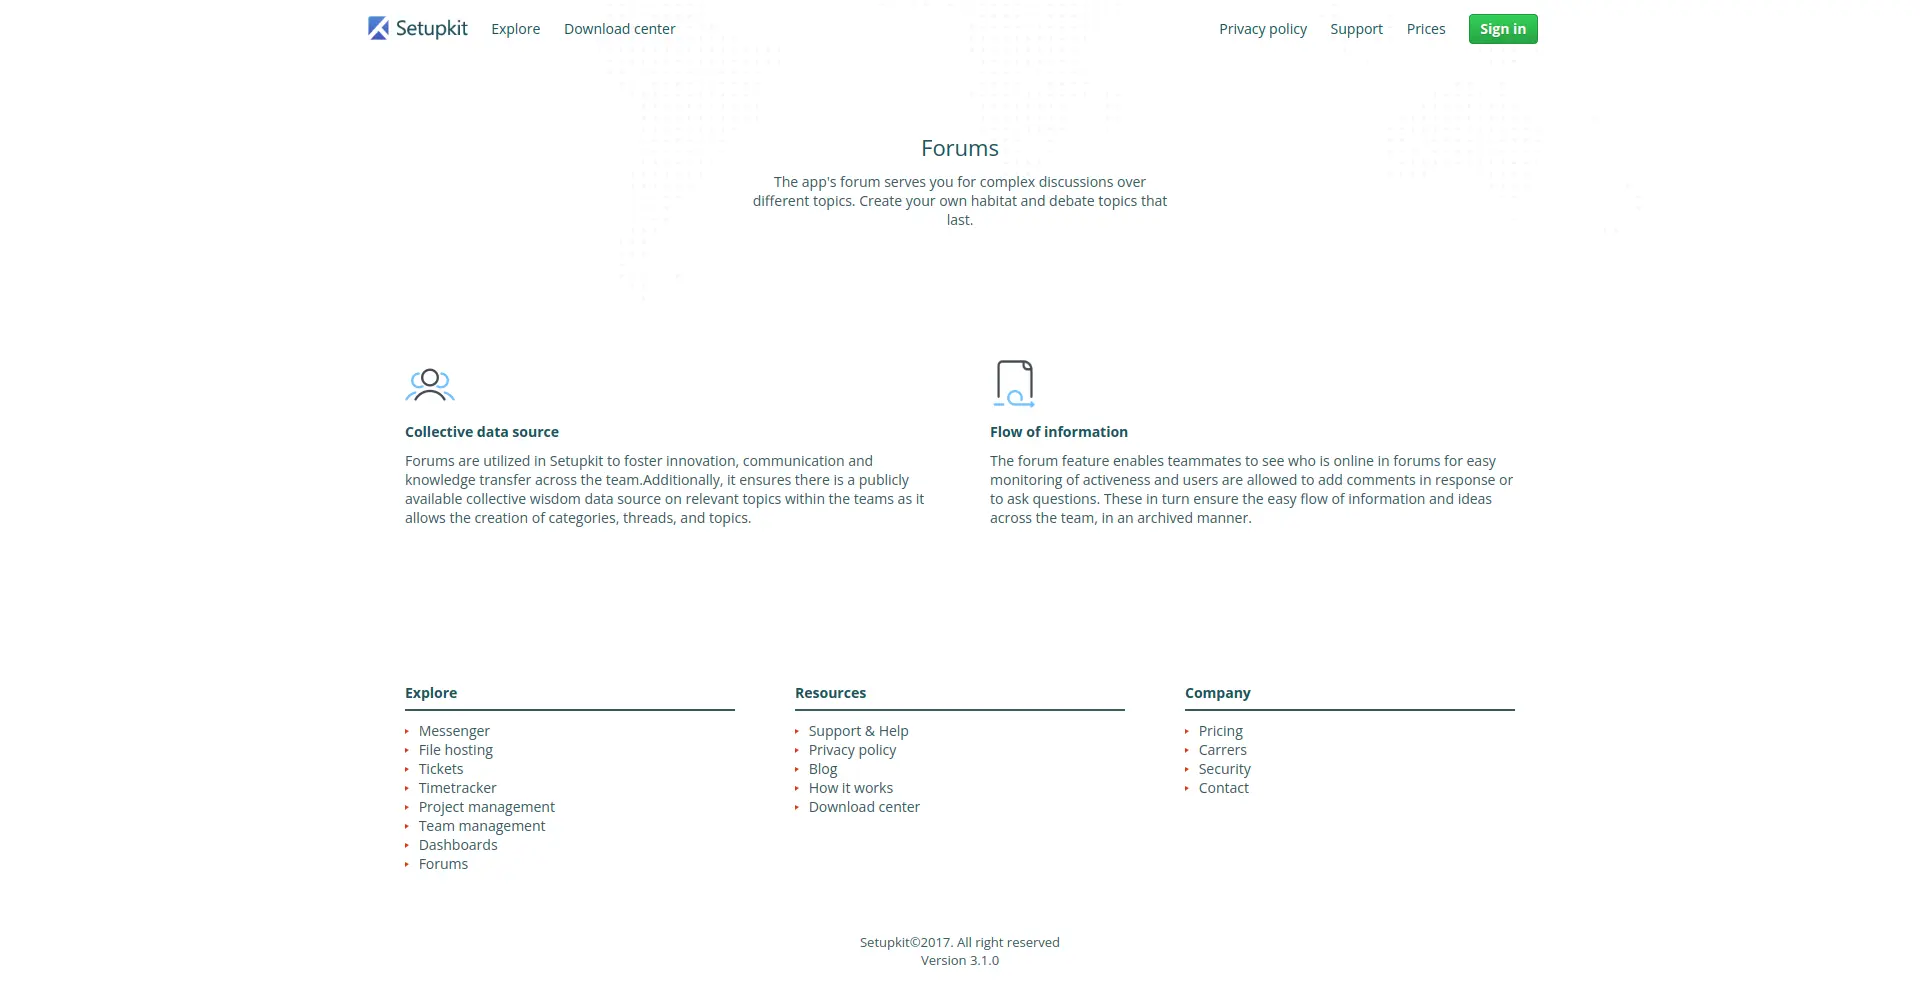 Setupkit Explore Download center Privacy policy Support Prices Sign in
Forums
The app's forum serves you for complex discussions over
different topics. Create your own habitat and debate topics that
last.
Collective data source
Forums are utilized in Setupkit to foster innovation, communication and
knowledge transfer across the team.Additionally, it ensures there is a publicly
available collective wisdom data source on relevant topics within the teams as it
allows the creation of categories, threads, and topics.
Flow of information
The forum feature enables teammates to see who is online in forums for easy
monitoring of activeness and users are allowed to add comments in response or
to ask questions. These in turn ensure the easy flow of information and ideas
across the team, in an archived manner.
Explore
Messenger
File hosting
Tickets
Timetracker
Project management
Team management
Dashboards
Forums
Resources
Support & Help
Privacy policy
Blog
How it works
Download center
Company
Pricing
Carrers
Security
Contact
Setupkit©2017. All right reserved
Version 3.1.0